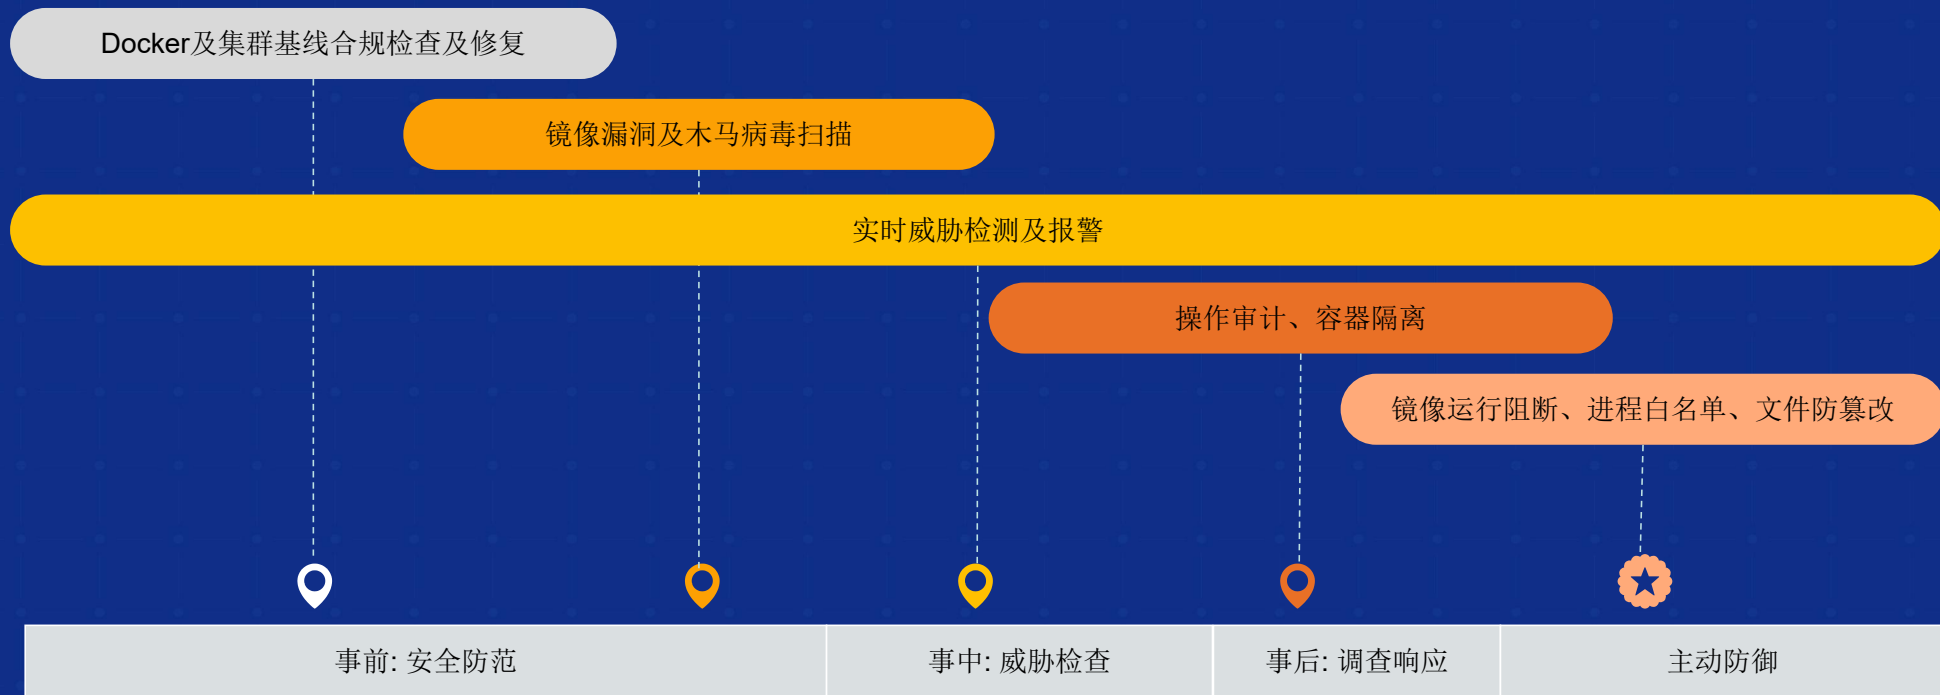 Docker及集群基线合规检查及修复
镜像漏洞及木马病毒扫描
实时威胁检测及报警
操作审计、容器隔离
镜像运行阻断、进程白名单、文件防篡改
事前: 安全防范
事中: 威胁检查
事后: 调查响应
主动防御